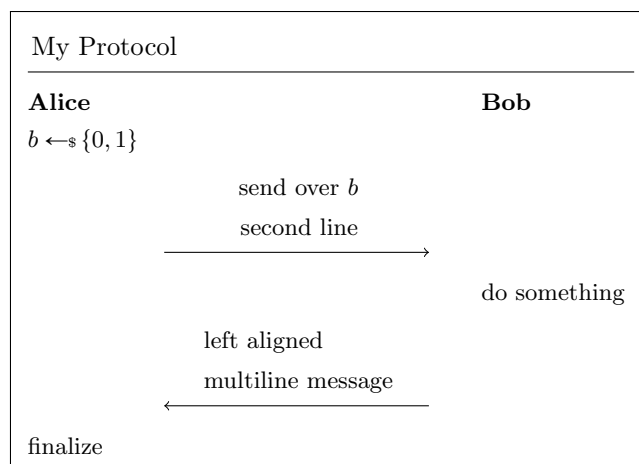 My Protocol
Alice Bob
b ←$ {0, 1}
send over b
second line
do something
left aligned
multiline message
finalize